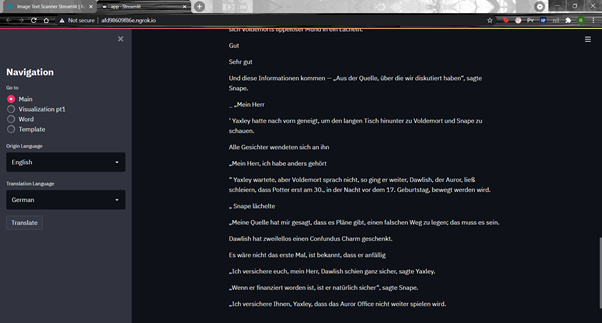 Image Text Scanner Streamlit |
app · Streamlit
Not secure | afd98609f86e.ngrok.io
Navigation
Go to
Main
Visualization pt1
Word
Template
Origin Language
English
Translation Language
German
Translate
sich Voldemorts lippenloser Mund in ein Lächeln.
Gut
Sehr gut
Und diese Informationen kommen — „Aus der Quelle, über die wir diskutiert haben“, sagte
Snape.
_ „Mein Herr
' Yaxley hatte nach vorn geneigt, um den langen Tisch hinunter zu Voldemort und Snape zu
schauen.
Alle Gesichter wendeten sich an ihn
„Mein Herr, ich habe anders gehört
“ Yaxley wartete, aber Voldemort sprach nicht, so ging er weiter, Dawlish, der Auror, ließ
schleiern, dass Potter erst am 30., in der Nacht vor dem 17. Geburtstag, bewegt werden wird.
„ Snape lächelte
„Meine Quelle hat mir gesagt, dass es Pläne gibt, einen falschen Weg zu legen; das muss es sein.
Dawlish hat zweifellos einen Confundus Charm geschenkt.
Es wäre nicht das erste Mal, ist bekannt, dass er anfällig
„Ich versichere euch, mein Herr, Dawlish schien ganz sicher, sagte Yaxley.
„Wenn er finanziert worden ist, ist er natürlich sicher“, sagte Snape.
„Ich versichere Ihnen, Yaxley, dass das Auror Office nicht weiter spielen wird.